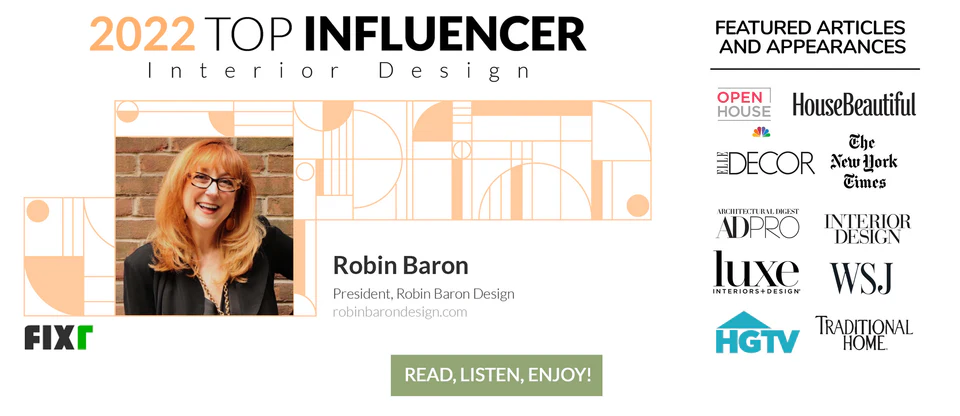 2022 TOP INFLUENCER
Interior Design
Robin Baron
President, Robin Baron Design
robinbarondesign.com
FIXr
READ, LISTEN, ENJOY!
FEATURED ARTICLES
AND APPEARANCES
OPEN
HOUSE
HouseBeautiful
ELLE DECOR
The
New York
Times
ARCHITECTURAL DIGEST
ADPRO
INTERIOR
DESIGN
luxe
INTERIORS+DESIGN
WSJ
HGTV
TRADITIONAL
HOME